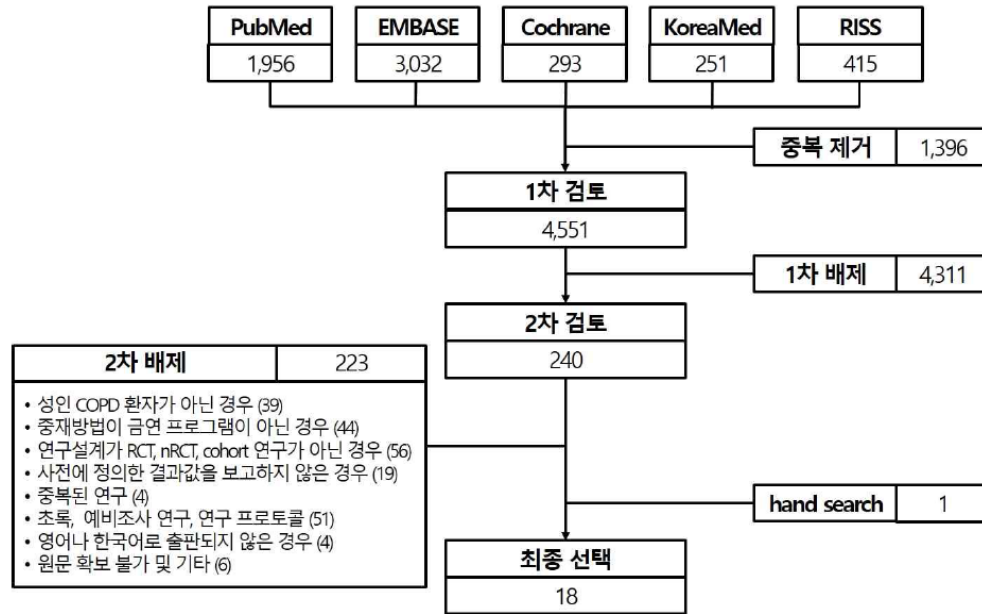 PubMed
1,956
EMBASE
3,032
Cochrane
293
KoreaMed
251
RISS
415
중복 제거
1,396
1차 검토
4,551
1차 배제
4,311
2차 검토
240
2차 배제
223
• 성인 COPD 환자가 아닌 경우 (39)
• 중재방법이 금연 프로그램이 아닌 경우 (44)
• 연구설계가 RCT, nRCT, cohort 연구가 아닌 경우 (56)
• 사전에 정의한 결과값을 보고하지 않은 경우 (19)
• 중복된 연구 (4)
• 초록, 예비조사 연구, 연구 프로토콜 (51)
• 영어나 한국어로 출판되지 않은 경우 (4)
• 원문 확보 불가 및 기타 (6)
hand search
1
최종 선택
18